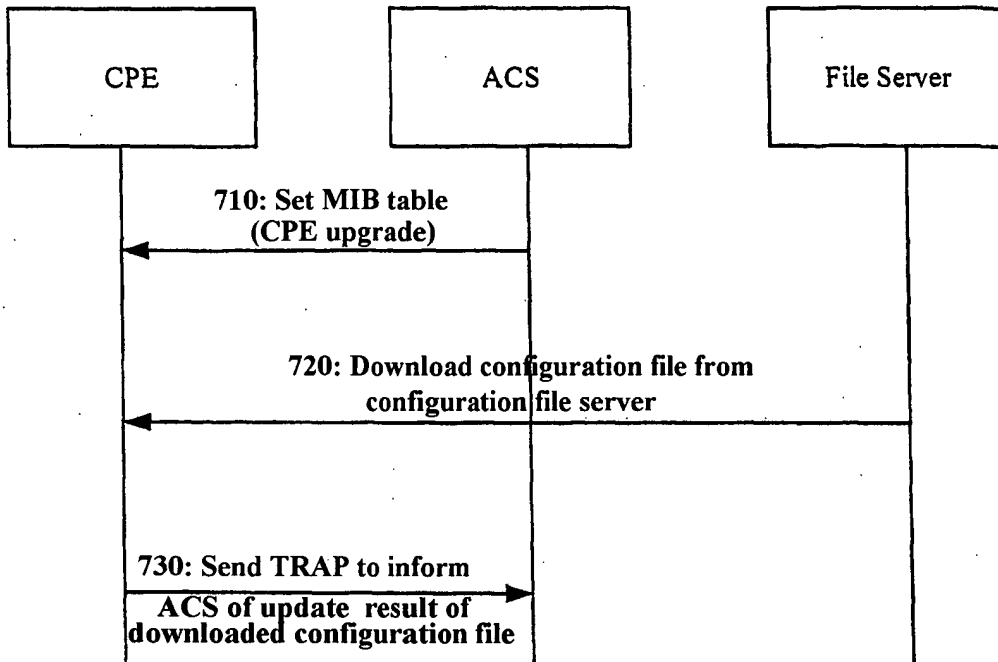 CPE
ACS
File Server
710: Set MIB table
(CPE upgrade)
720: Download configuration file from
configuration file server
730: Send TRAP to inform
ACS of update result of
downloaded configuration file